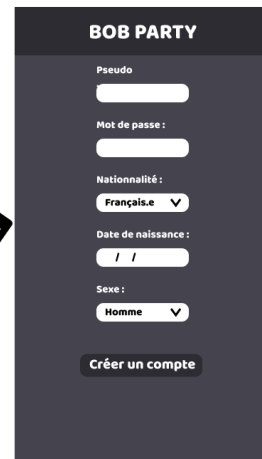 BOB PARTY
Pseudo
Mot de passe :
Nationnalité :
Français.e
Date de naissance :
/ /
Sexe :
Homme
Créer un compte